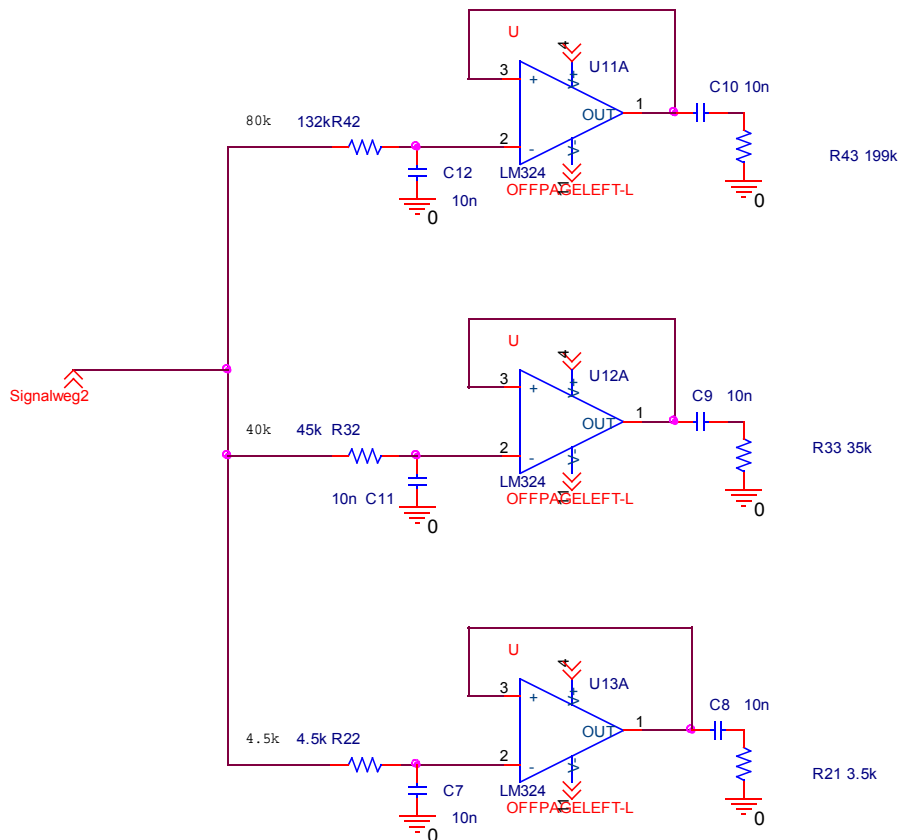 U
4
3
+
V+
U11A
C10 10n
1
OUT
80k
132kR42
2
-
V-
R43 199k
C12
LM324
11
OFFPAGELEFT-L
10n
0
0
U
4
3
+
V+
U12A
Signalweg2
C9 10n
1
OUT
40k
45k R32
2
-
V-
R33 35k
LM324
11
OFFPAGELEFT-L
10n C11
0
0
U
4
3
+
V+
U13A
C8 10n
1
OUT
4.5k
4.5k R22
2
-
V-
R21 3.5k
C7
LM324
11
OFFPAGELEFT-L
10n
0
0